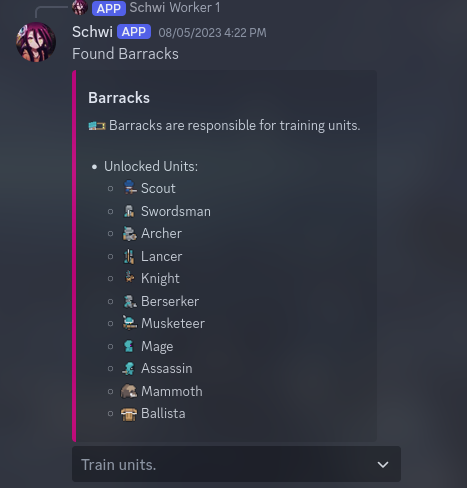 APP Schwi Worker 1
Schwi APP 08/05/2023 4:22 PM
Found Barracks
Barracks
Barracks are responsible for training units.
Unlocked Units:
Scout
Swordsman
Archer
Lancer
Knight
Berserker
Musketeer
Mage
Assassin
Mammoth
Ballista
Train units.